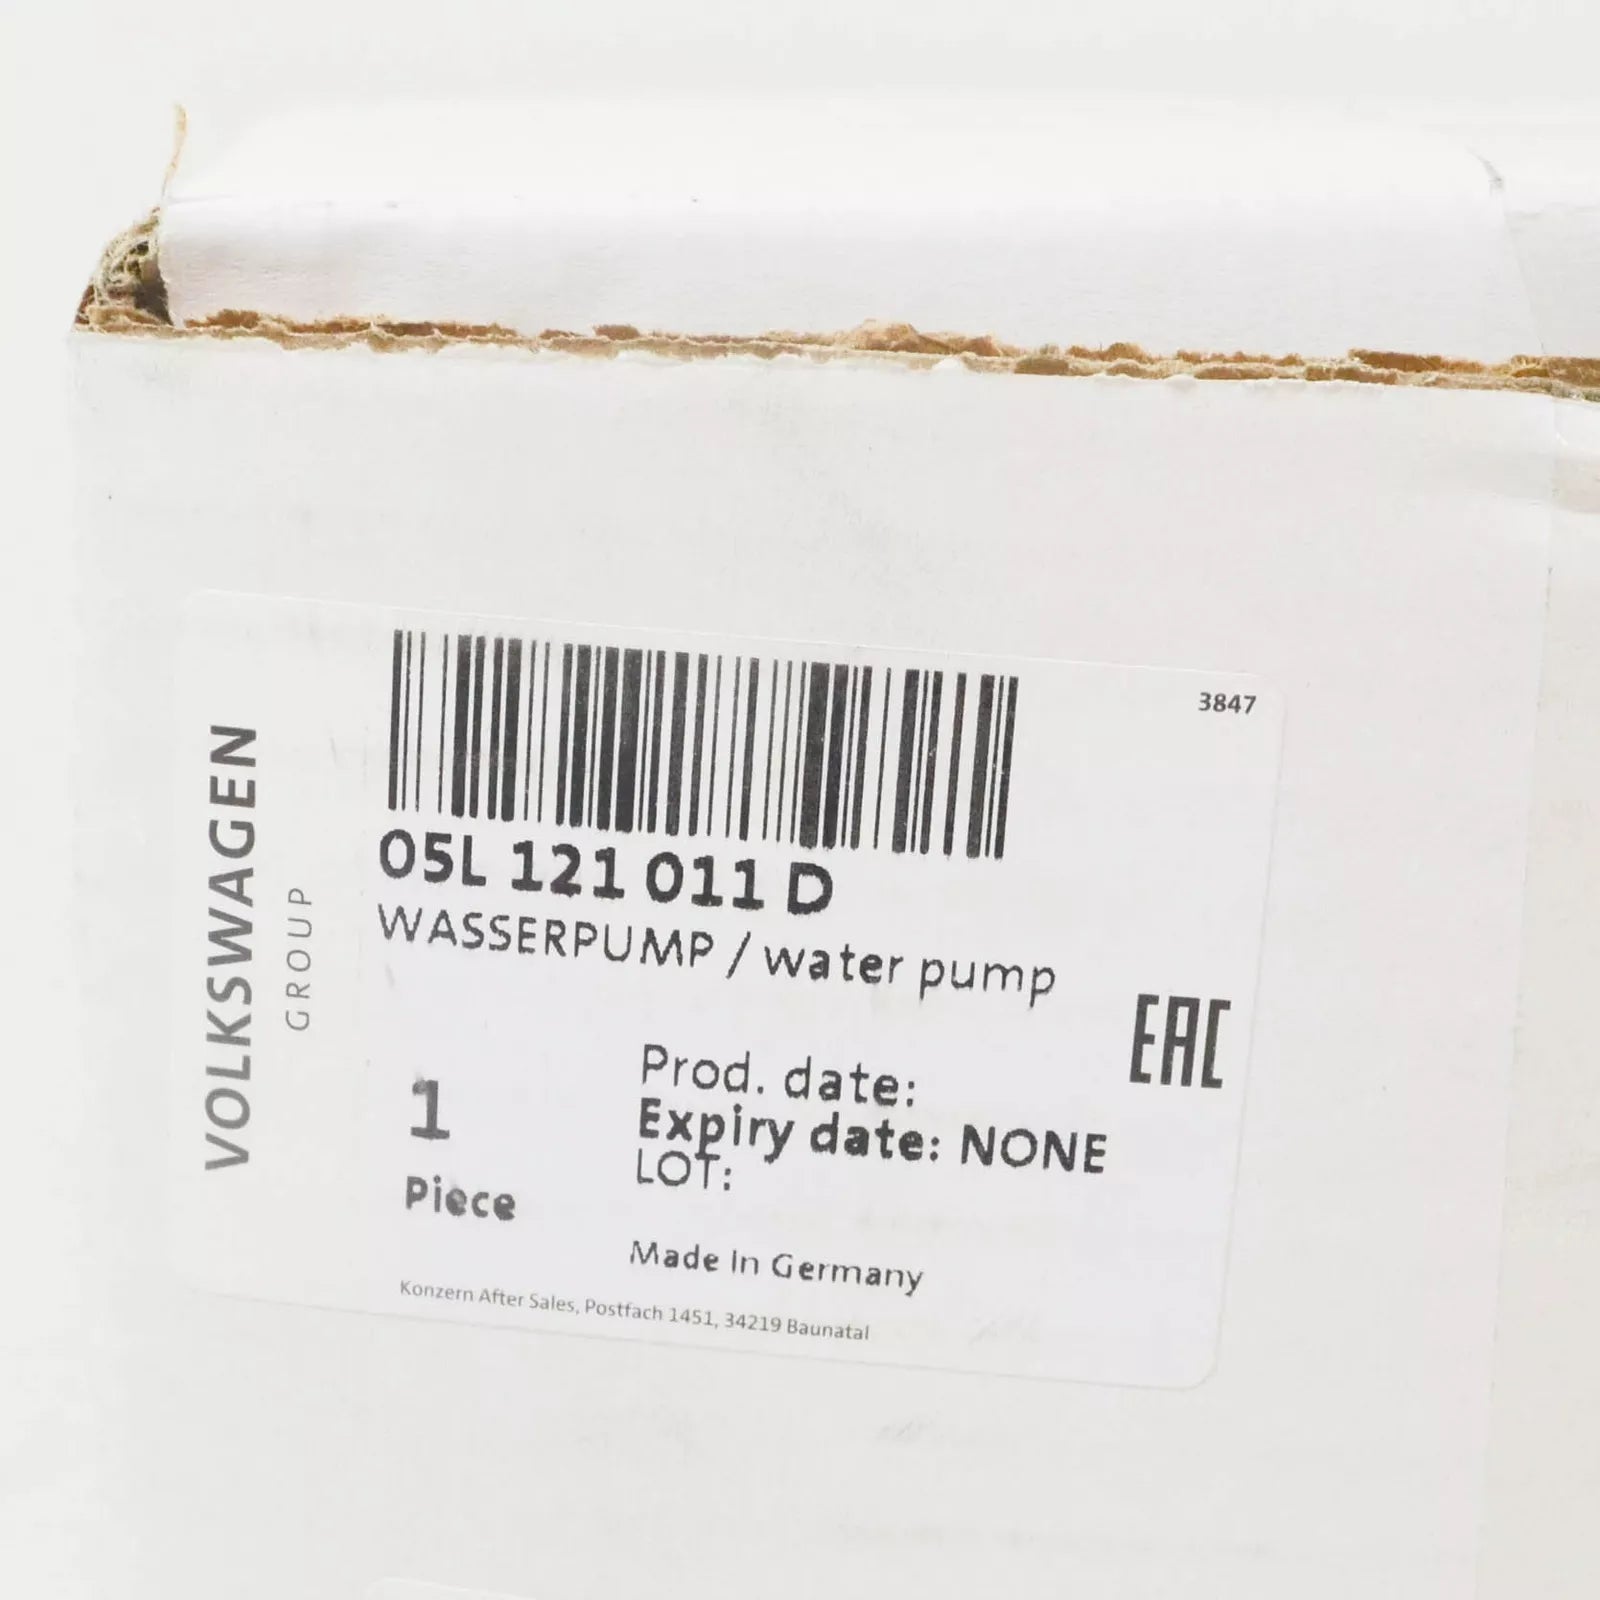 3847
VOLKSWAGEN
GROUP
05L 121 011 D
WASSERPUMP / water pump
EAC
1
Piece
Prod. date:
Expiry date: NONE
LOT:
Made In Germany
Konzern After Sales, Postfach 1451, 34219 Baunatal